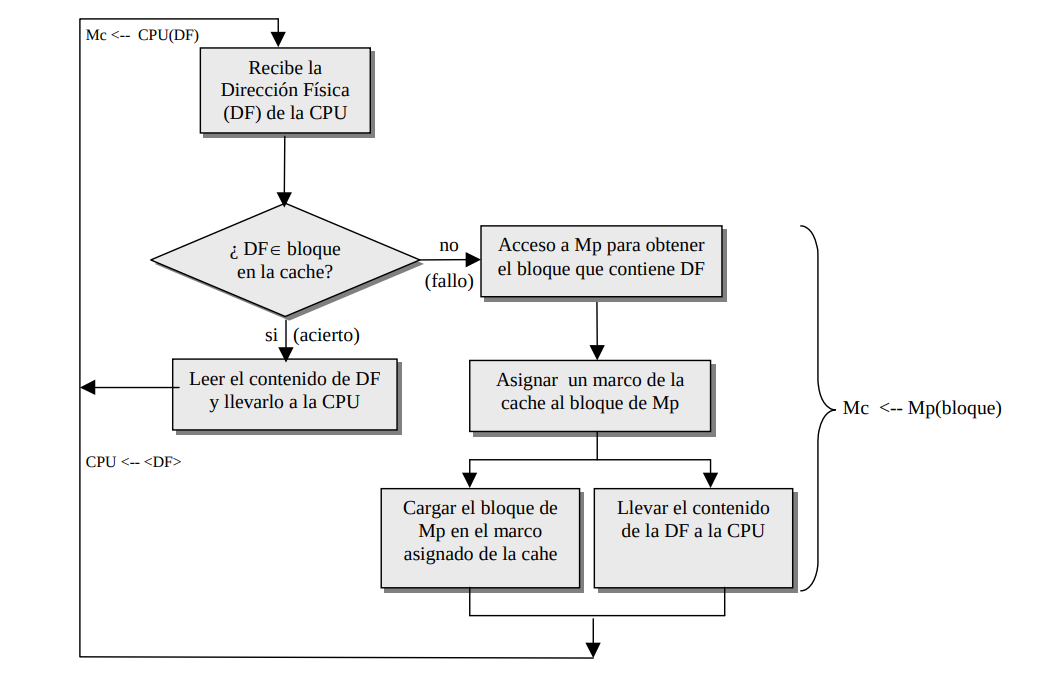 Mc <-- CPU(DF)
Recibe la
Dirección Física
(DF) de la CPU
¿ DF∈ bloque
en la cache?
no
(fallo)
Acceso a Mp para obtener
el bloque que contiene DF
si (acierto)
Leer el contenido de DF
y llevarlo a la CPU
Asignar un marco de la
cache al bloque de Mp
Mc <-- Mp(bloque)
CPU <-- <DF>
Cargar el bloque de
Mp en el marco
asignado de la cahe
Llevar el contenido
de la DF a la CPU